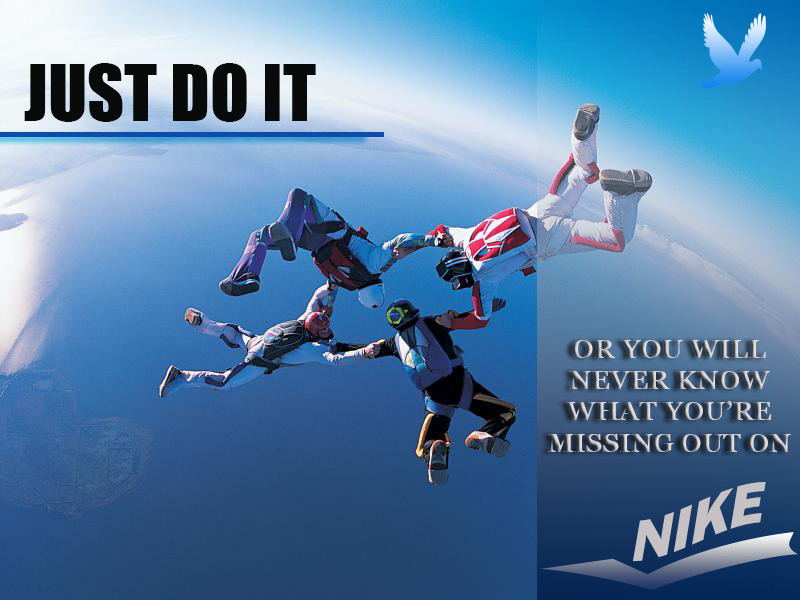 JUST DO IT
OR YOU WILL
NEVER KNOW
WHAT YOU'RE
MISSING OUT ON
NIKE